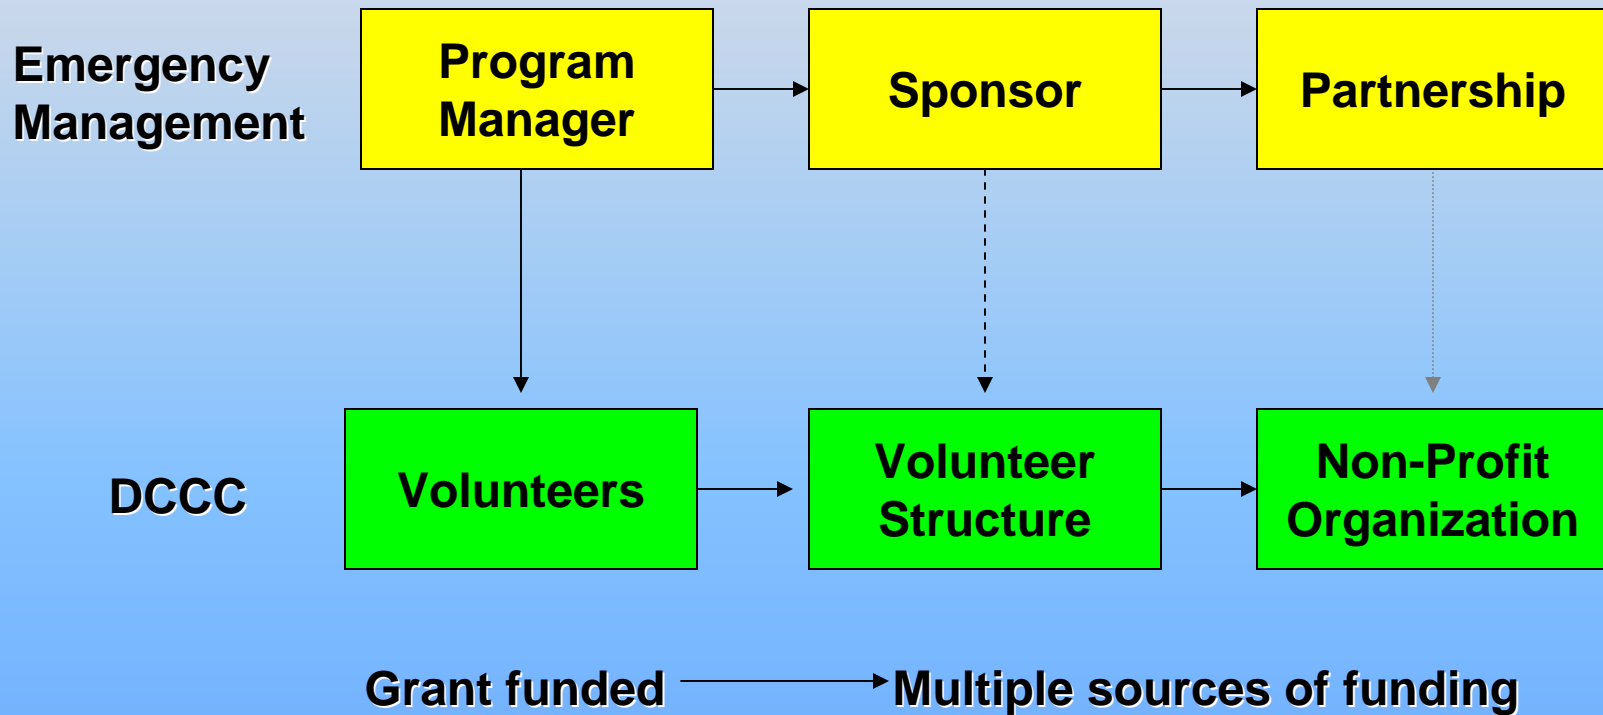 Emergency
Management
Program
Manager
Sponsor
Partnership
DCCC
Volunteers
Volunteer
Structure
Non-Profit
Organization
Grant funded
Multiple sources of funding